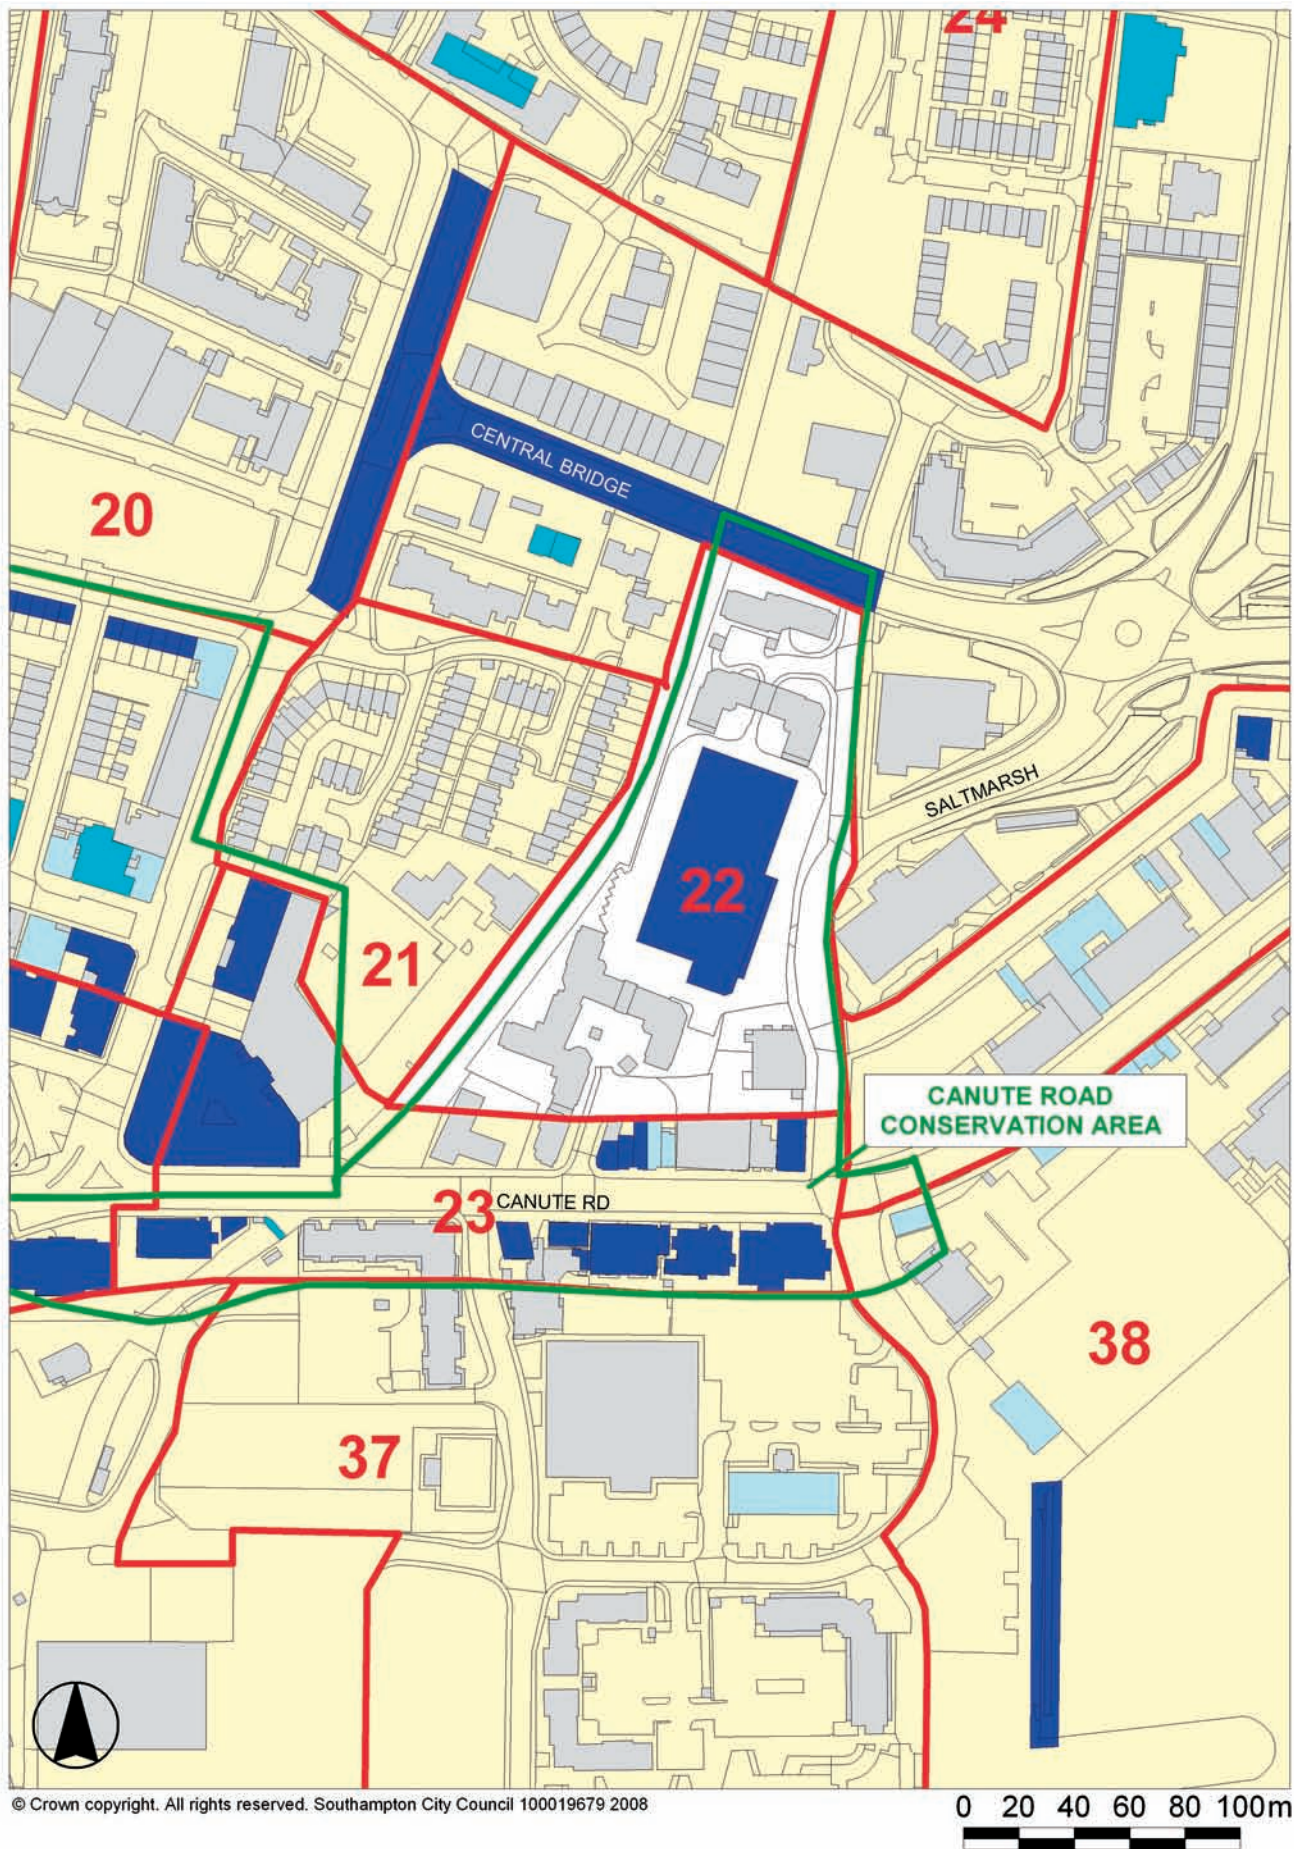 24
CENTRAL BRIDGE
20
SALTMARSH
22
21
CANUTE ROAD
CONSERVATION AREA
23 CANUTE RD
38
37
© Crown copyright. All rights reserved. Southampton City Council 100019679 2008
0 20 40 60 80 100m